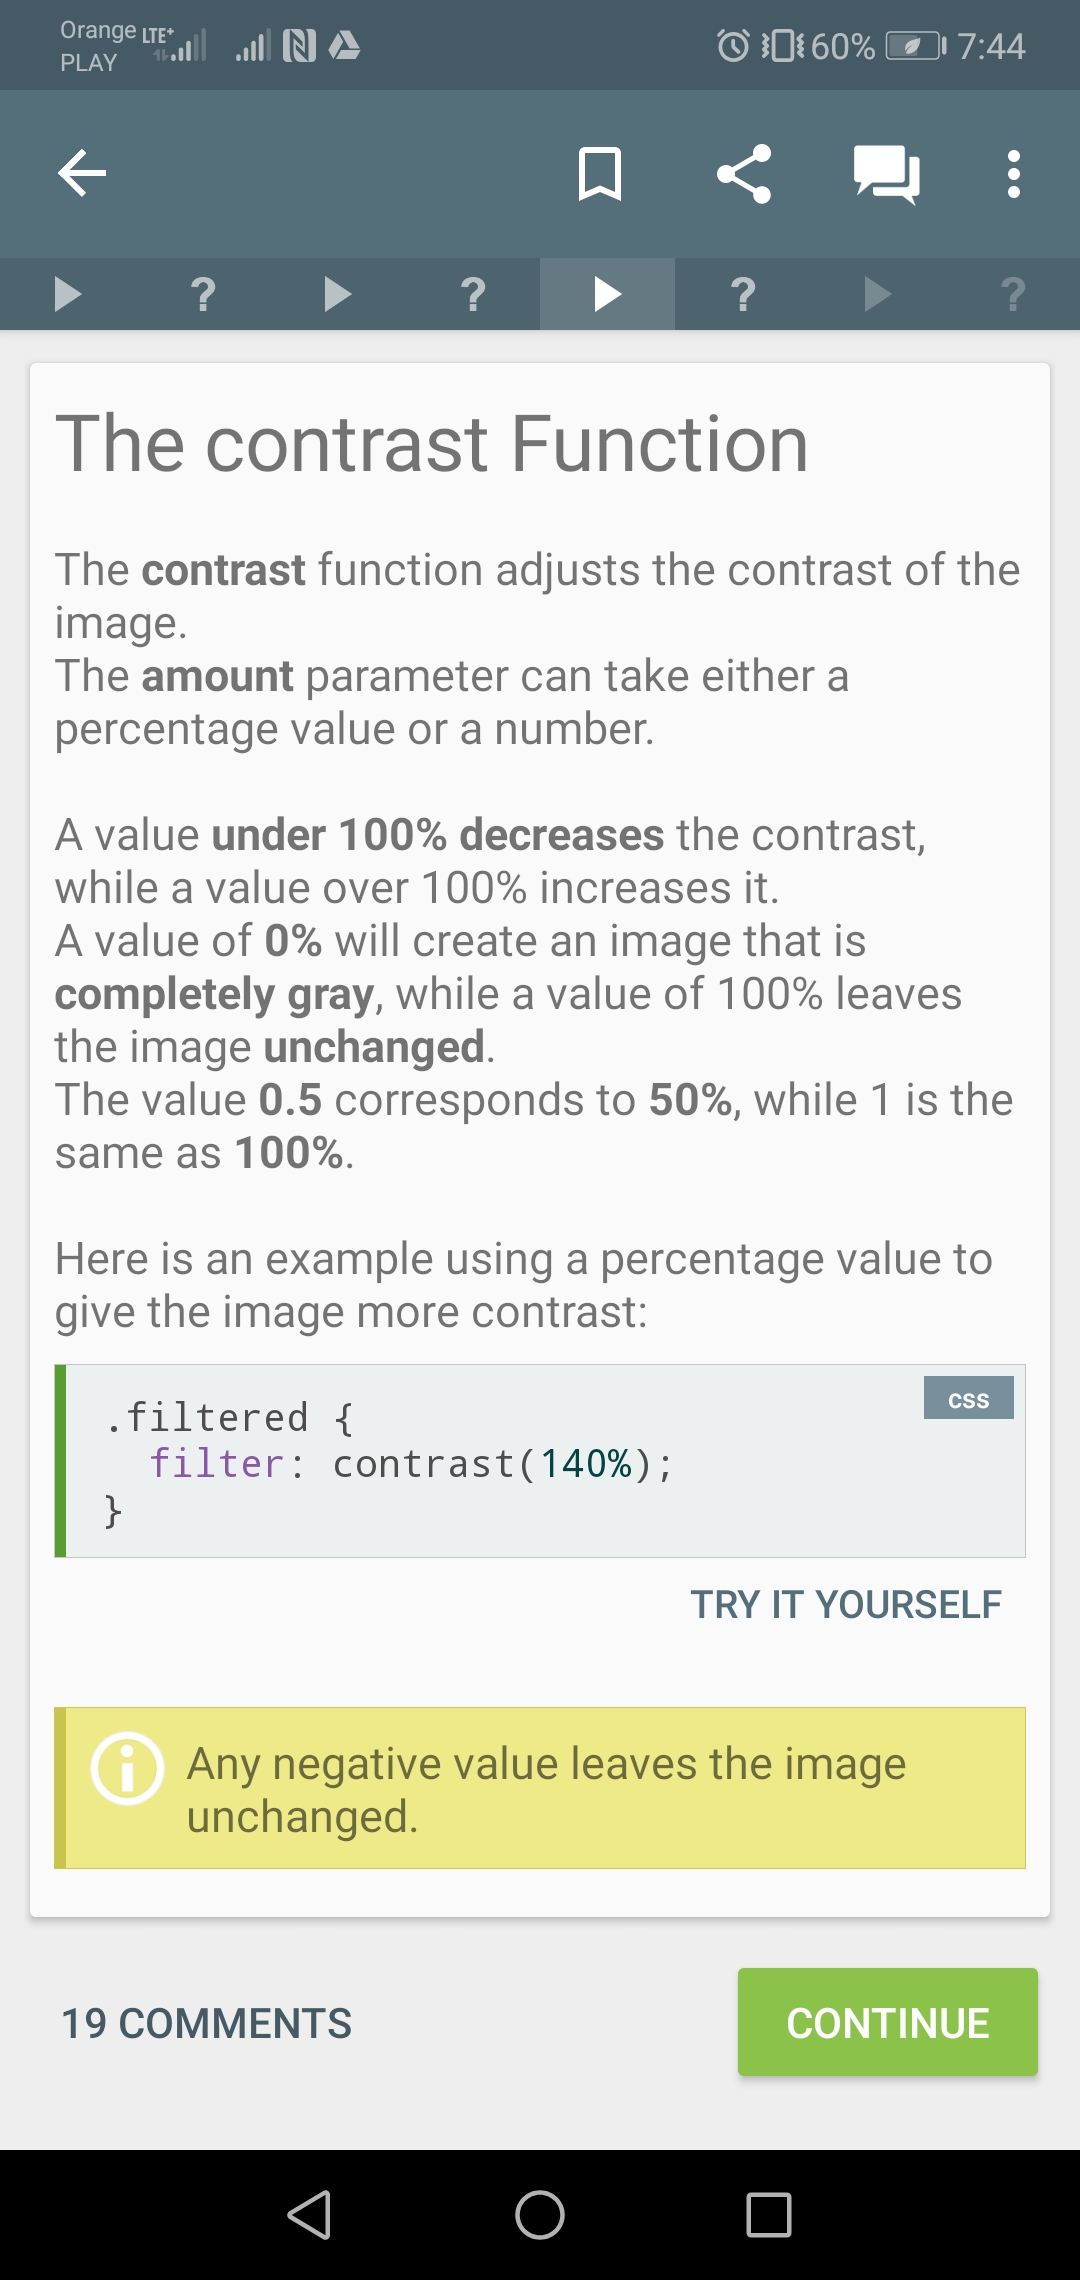 Orange LTE+
PLAY
60% 7:44
? ? ? ?
The contrast Function
The contrast function adjusts the contrast of the
image.
The amount parameter can take either a
percentage value or a number.
A value under 100% decreases the contrast,
while a value over 100% increases it.
A value of 0% will create an image that is
completely gray, while a value of 100% leaves
the image unchanged.
The value 0.5 corresponds to 50%, while 1 is the
same as 100%.
Here is an example using a percentage value to
give the image more contrast:
css
.filtered {
  filter: contrast(140%);
}
TRY IT YOURSELF
Any negative value leaves the image
unchanged.
19 COMMENTS
CONTINUE